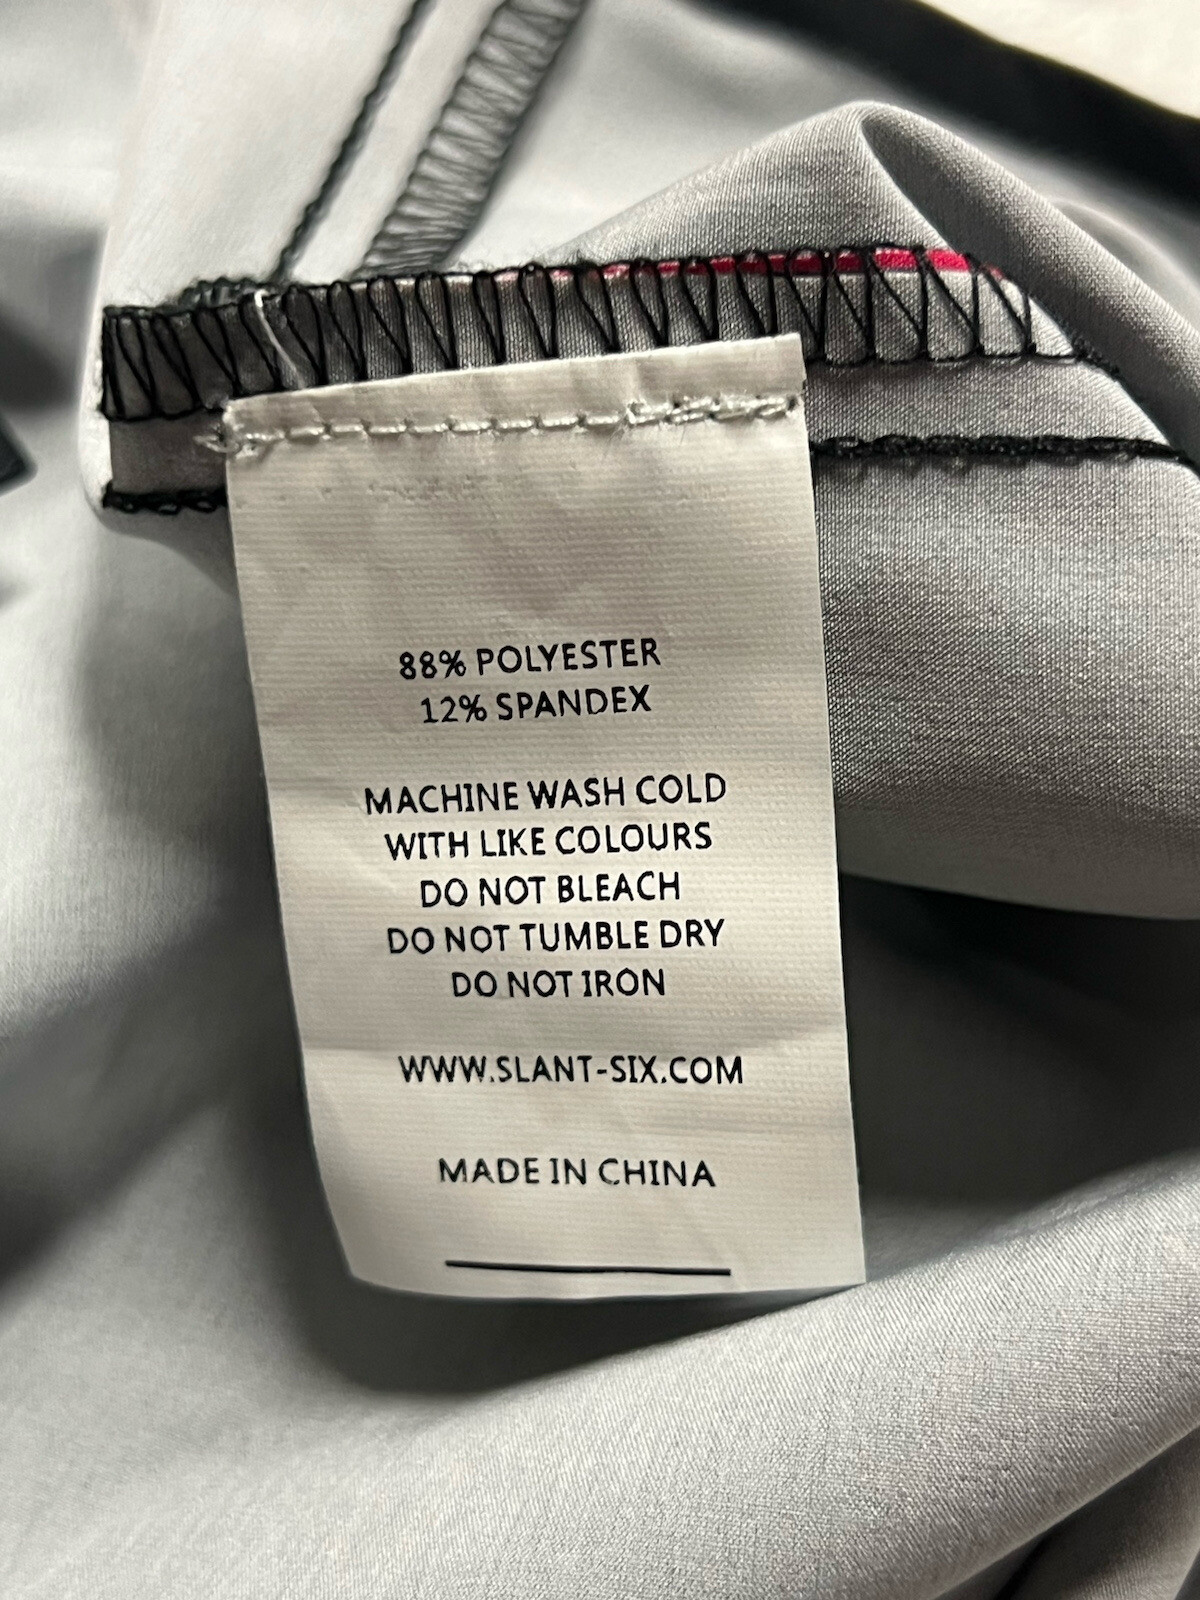 88% POLYESTER
12% SPANDEX
MACHINE WASH COLD
WITH LIKE COLOURS
DO NOT BLEACH
DO NOT TUMBLE DRY
DO NOT IRON
WWW.SLANT-SIX.COM
MADE IN CHINA